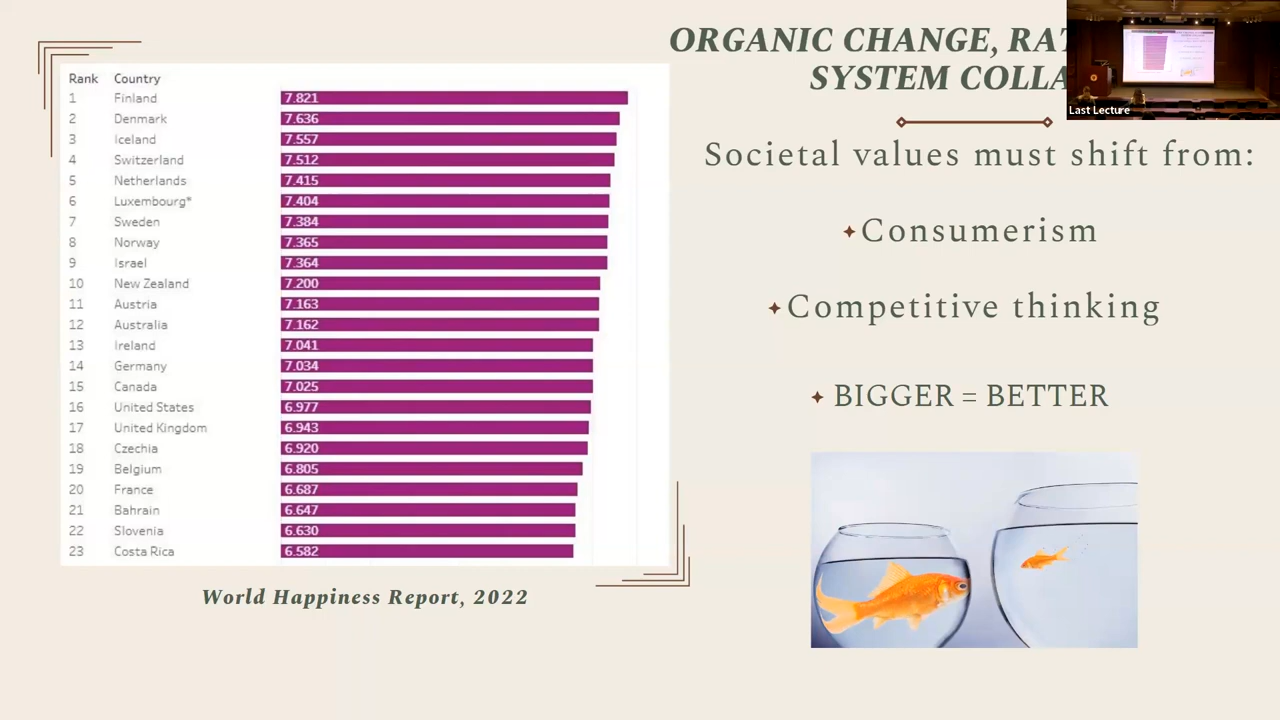 ORGANIC CHANGE,
SYSTEM
Last Lecture
Rank Country
1 Finland 7.821
2 Denmark 7.636
3 Iceland 7.557
4 Switzerland 7.512
5 Netherlands 7.415
6 Luxembourg* 7.404
7 Sweden 7.384
8 Norway 7.365
9 Israel 7.364
10 New Zealand 7.200
11 Austria 7.163
12 Australia 7.162
13 Ireland 7.041
14 Germany 7.034
15 Canada 7.025
16 United States 6.977
17 United Kingdom 6.943
18 Czechia 6.920
19 Belgium 6.805
20 France 6.687
21 Bahrain 6.647
22 Slovenia 6.630
23 Costa Rica 6.582
World Happiness Report, 2022
Societal values must shift from:
Consumerism
Competitive thinking
BIGGER = BETTER